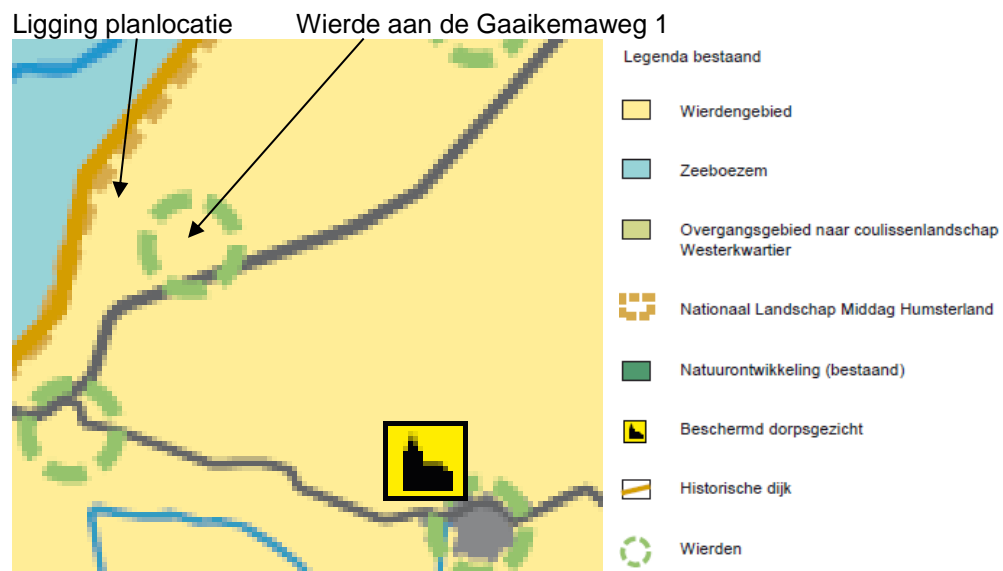 Ligging planlocatie
Wierde aan de Gaaikemaweg 1
Legenda bestaand
Wierdengebied
Zeeboezem
Overgangsgebied naar coulissenlandschap
Westerkwartier
Nationaal Landschap Middag Humsterland
Natuurontwikkeling (bestaand)
Beschermd dorpsgezicht
Historische dijk
Wierden